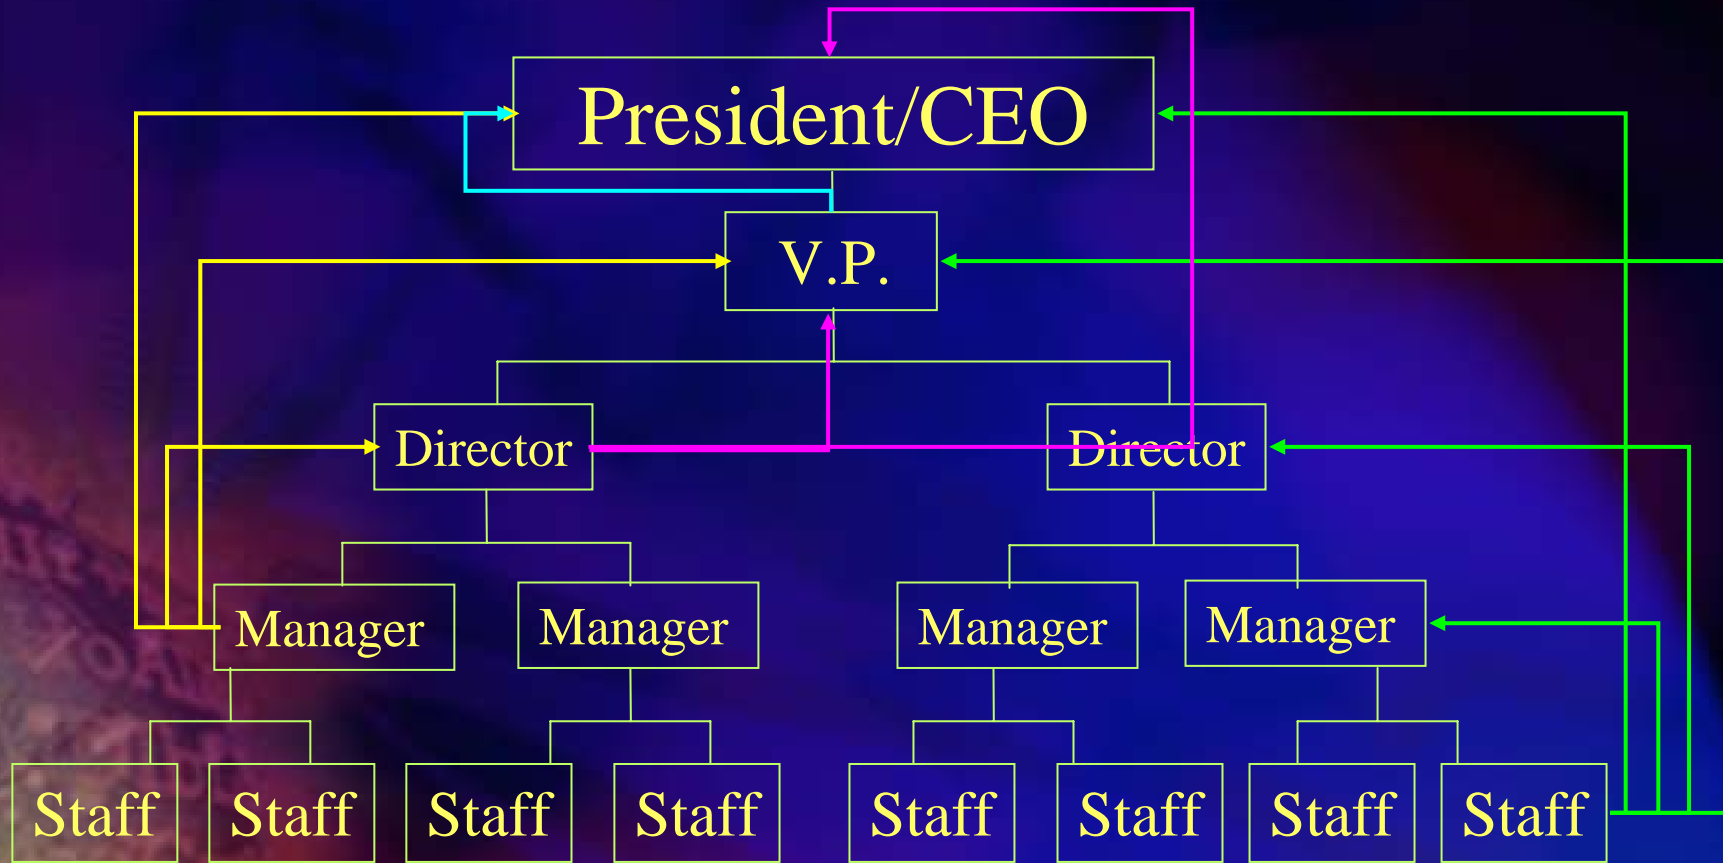 President/CEO
V.P.
Director Director
Manager Manager Manager Manager
Staff Staff Staff Staff Staff Staff Staff Staff